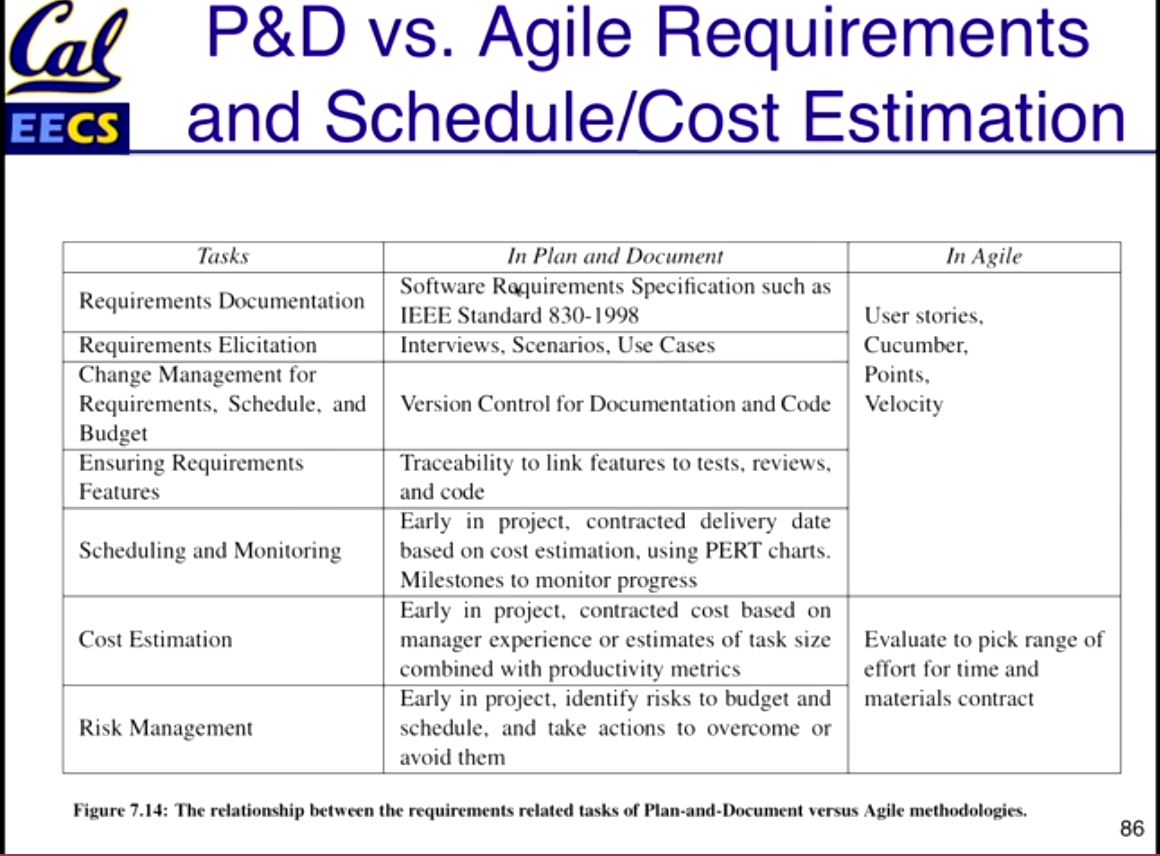 Cal
EECS
P&D vs. Agile Requirements
and Schedule/Cost Estimation
Tasks
In Plan and Document
In Agile
Requirements Documentation
Software Requirements Specification such as
IEEE Standard 830-1998
Requirements Elicitation
Interviews, Scenarios, Use Cases
Change Management for
Requirements, Schedule, and
Budget
Version Control for Documentation and Code
Ensuring Requirements
Features
Traceability to link features to tests, reviews,
and code
Scheduling and Monitoring
Early in project, contracted delivery date
based on cost estimation, using PERT charts.
Milestones to monitor progress
User stories,
Cucumber,
Points,
Velocity
Cost Estimation
Early in project, contracted cost based on
manager experience or estimates of task size
combined with productivity metrics
Risk Management
Early in project, identify risks to budget and
schedule, and take actions to overcome or
avoid them
Evaluate to pick range of
effort for time and
materials contract
Figure 7.14: The relationship between the requirements related tasks of Plan-and-Document versus Agile methodologies.
86